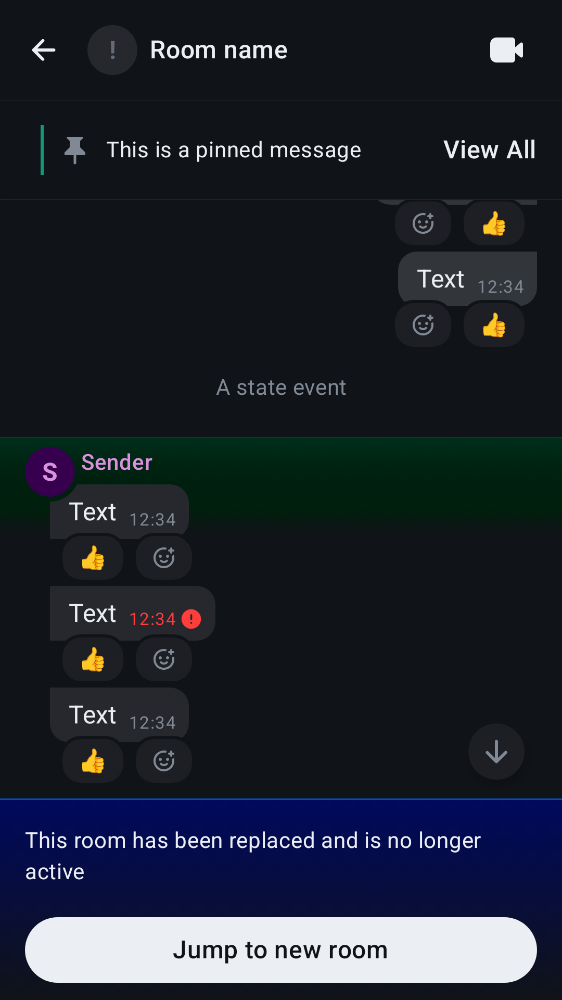 ! Room name
This is a pinned message View All
👍
Text 12:34
👍
A state event
S Sender
Text 12:34
👍
Text 12:34 !
👍
Text 12:34
👍
This room has been replaced and is no longer
active
Jump to new room